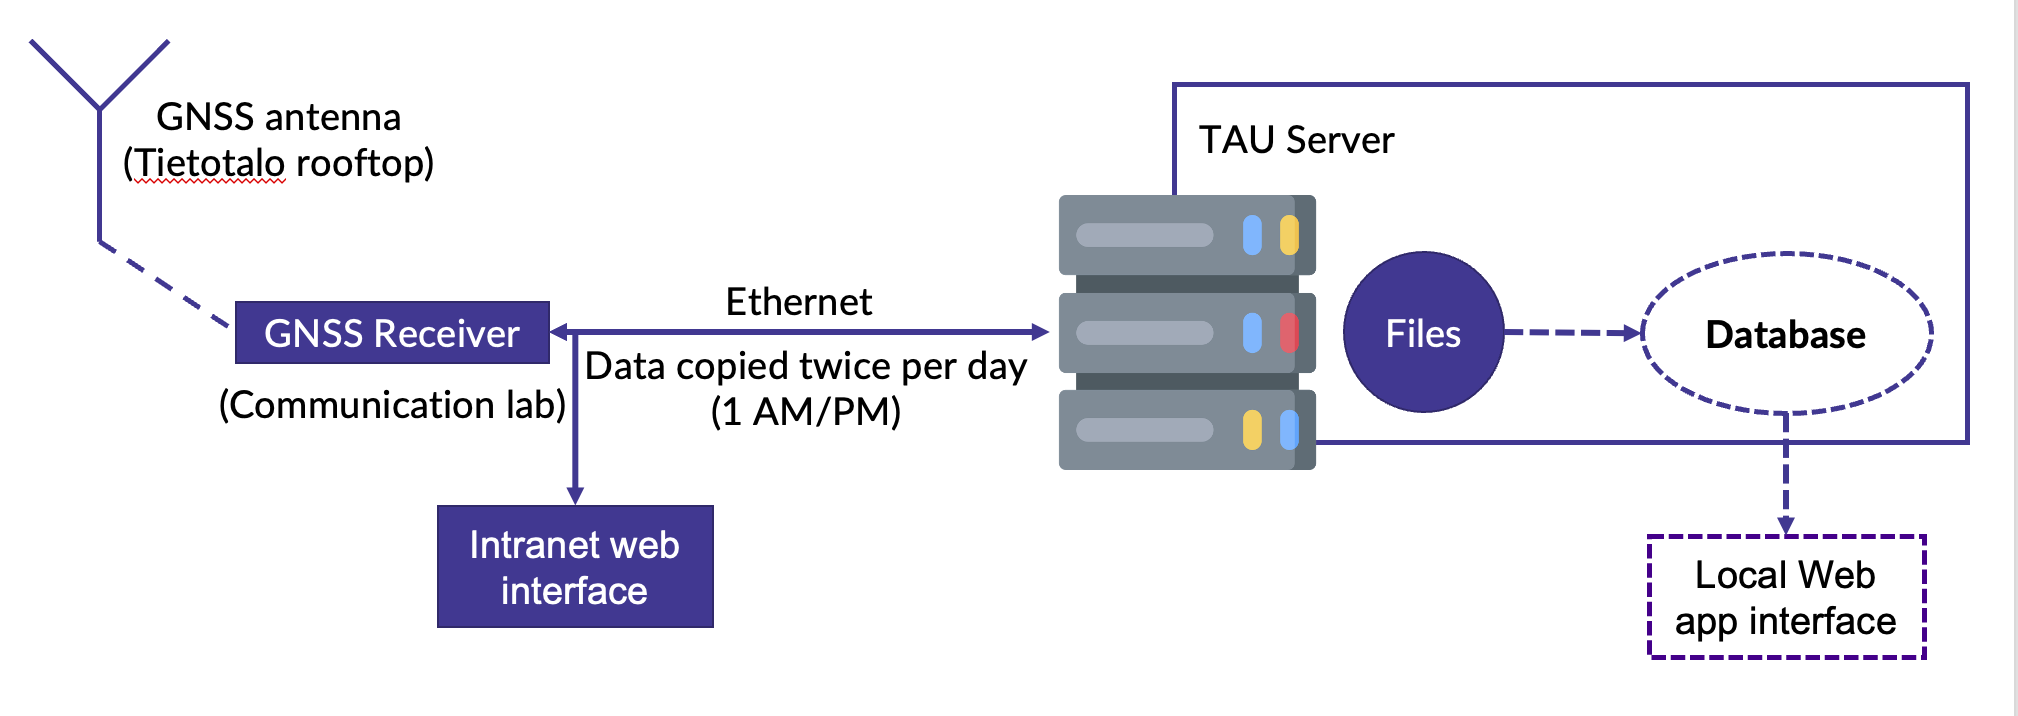 GNSS antenna
(Tietotalo rooftop)
TAU Server
GNSS Receiver
(Communication lab)
Ethernet
Data copied twice per day
(1 AM/PM)
Files
Database
Intranet web
interface
Local Web
app interface